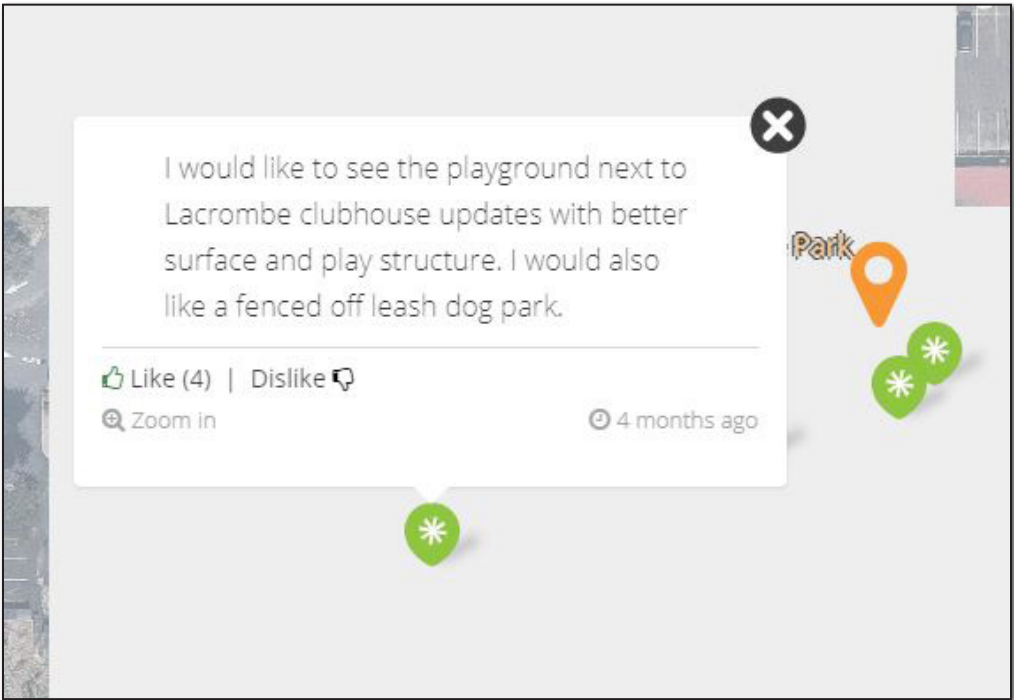 I would like to see the playground next to
Lacrombe clubhouse updates with better
surface and play structure. I would also
like a fenced off leash dog park.
Like (4) | Dislike
Zoom in
4 months ago
Park